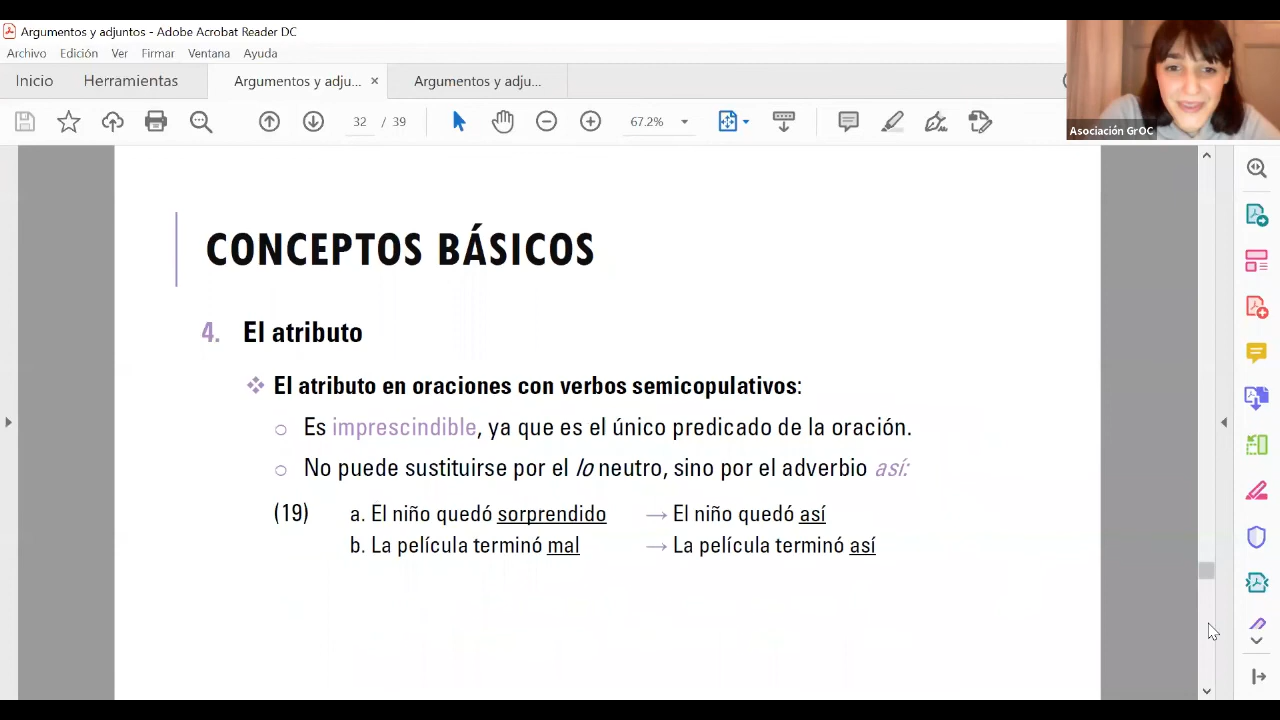 Argumentos y adjuntos - Adobe Acrobat Reader DC
Archivo Edición Ver Firmar Ventana Ayuda
Inicio Herramientas Argumentos y adju... × Argumentos y adju...
32 / 39 67.2%
Asociación GrOC
CONCEPTOS BÁSICOS
4. El atributo
❖ El atributo en oraciones con verbos semicopulativos:
○ Es imprescindible, ya que es el único predicado de la oración.
○ No puede sustituirse por el lo neutro, sino por el adverbio así:
(19) a. El niño quedó sorprendido → El niño quedó así
b. La película terminó mal → La película terminó así